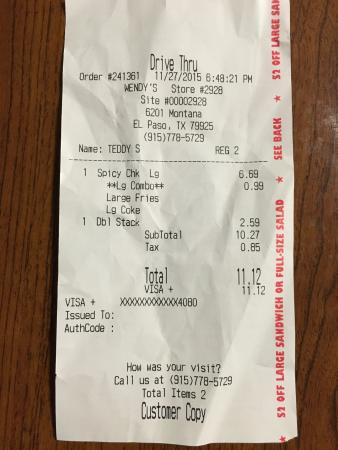 Drive Thru
Order #241361 11/27/2015 6:48:21 PM
WENDY'S Store #2928
Site #00002928
6201 Montana
EL Paso, TX 79925
(915)778-5729
Name: TEDDY S REG 2
1 Spicy Chk Lg 6.69
**Lg Combo** 0.99
Large Fries
Lg Coke
1 Dbl Stack 2.59
SubTotal 10.27
Tax 0.85
Total 11.12
VISA + 11.12
VISA + XXXXXXXXXXXX4080
Issued To:
AuthCode :
How was your visit?
Call us at (915)778-5729
Total Items 2
Customer Copy
$2 OFF LARGE SANDWICH OR FULL-SIZE SALAD * SEE BACK * $2 OFF LARGE SAN